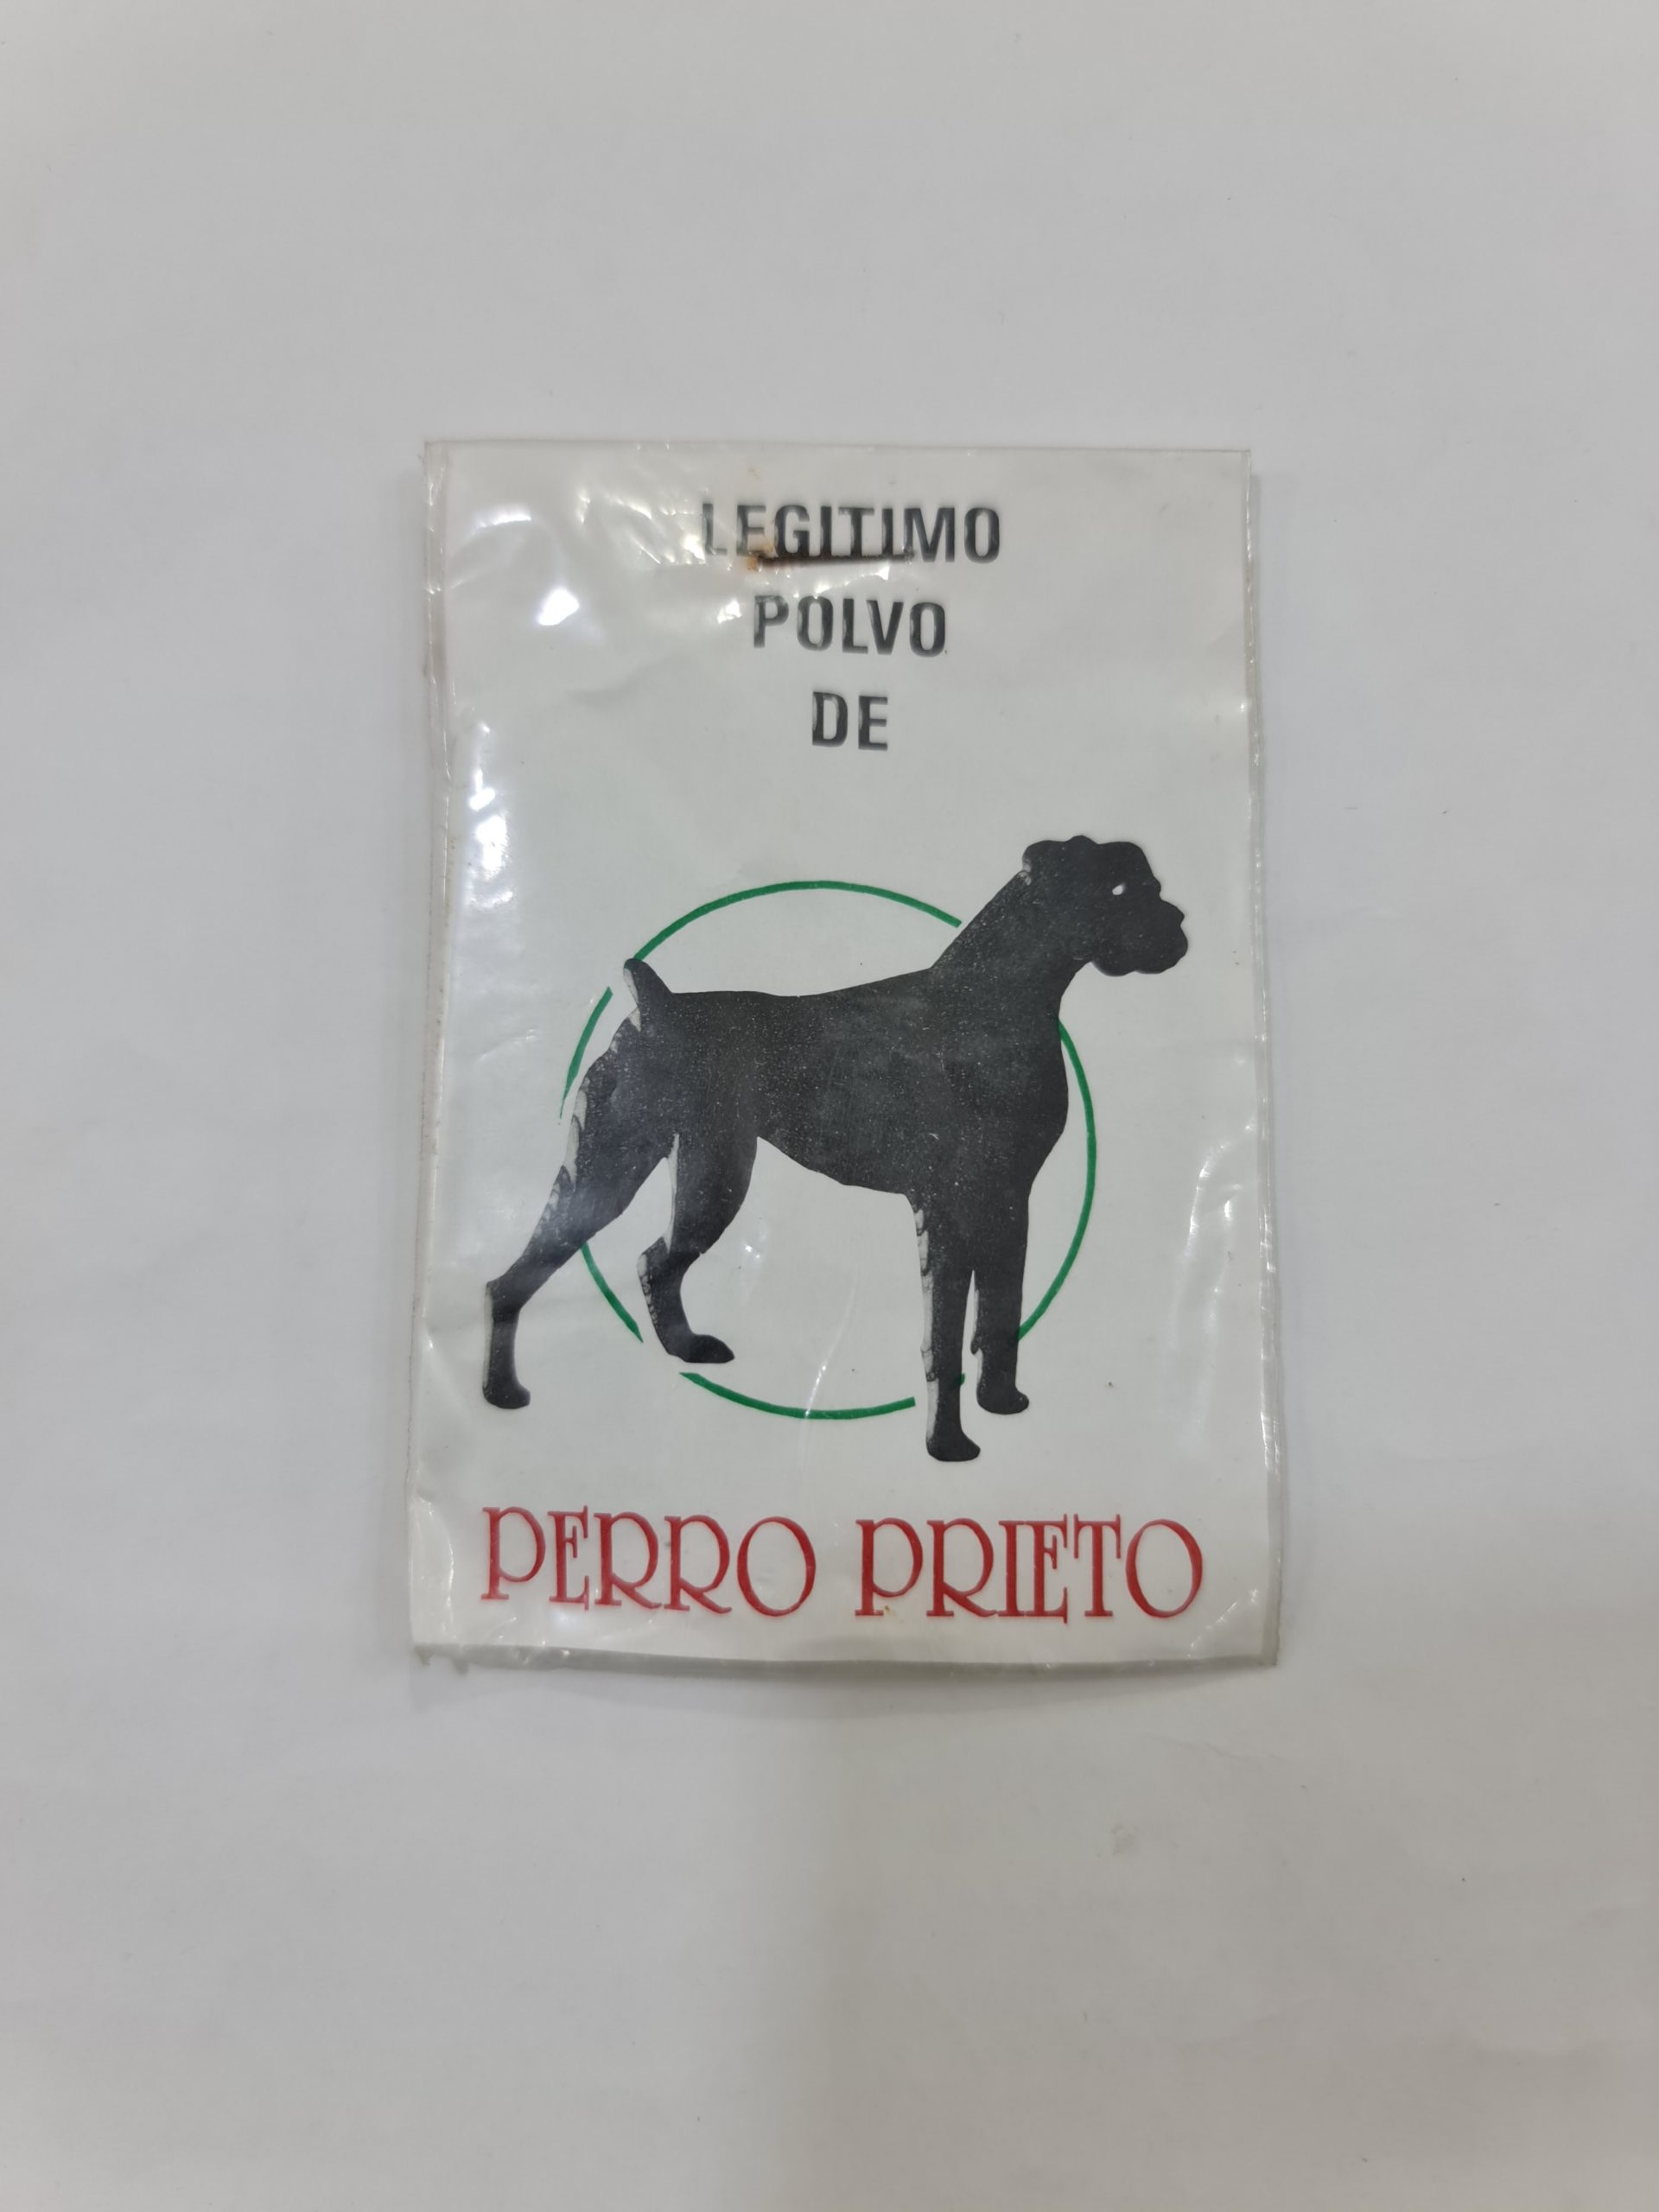 LEGITIMO
POLVO
DE
PERRO PRIETO